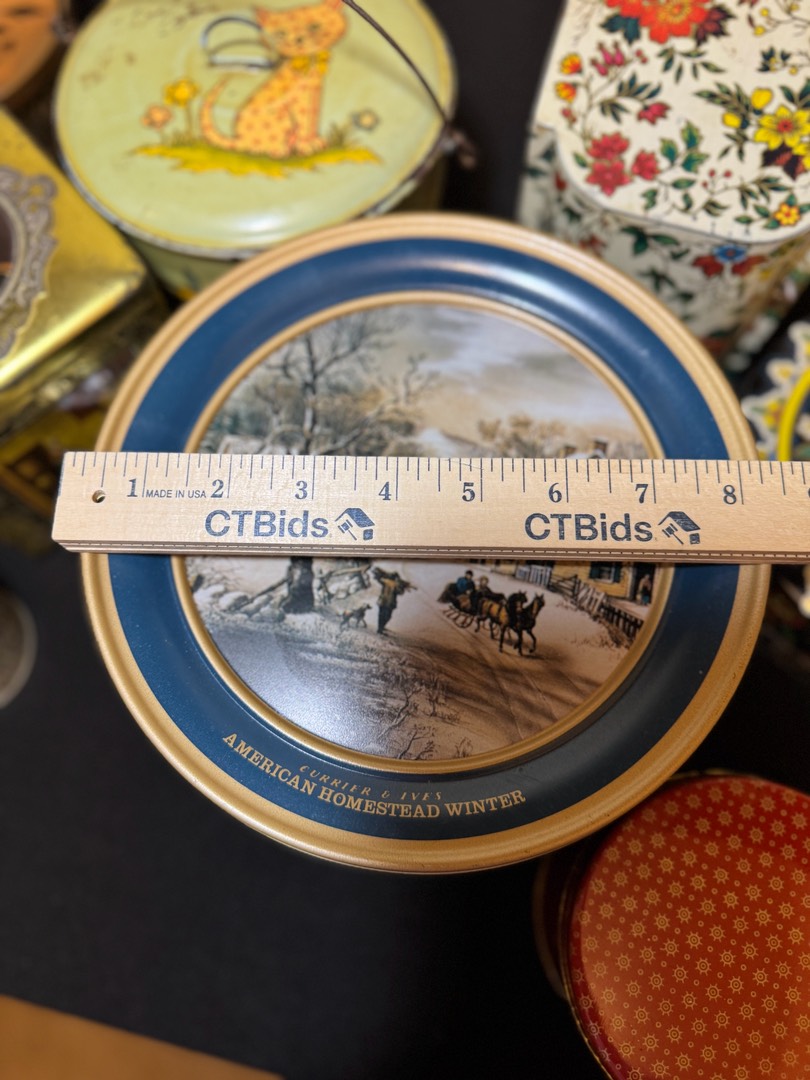 1 MADE IN USA 2 3 4 5 6 7 8
CTBids CTBids
CURRIER & IVES
AMERICAN HOMESTEAD WINTER